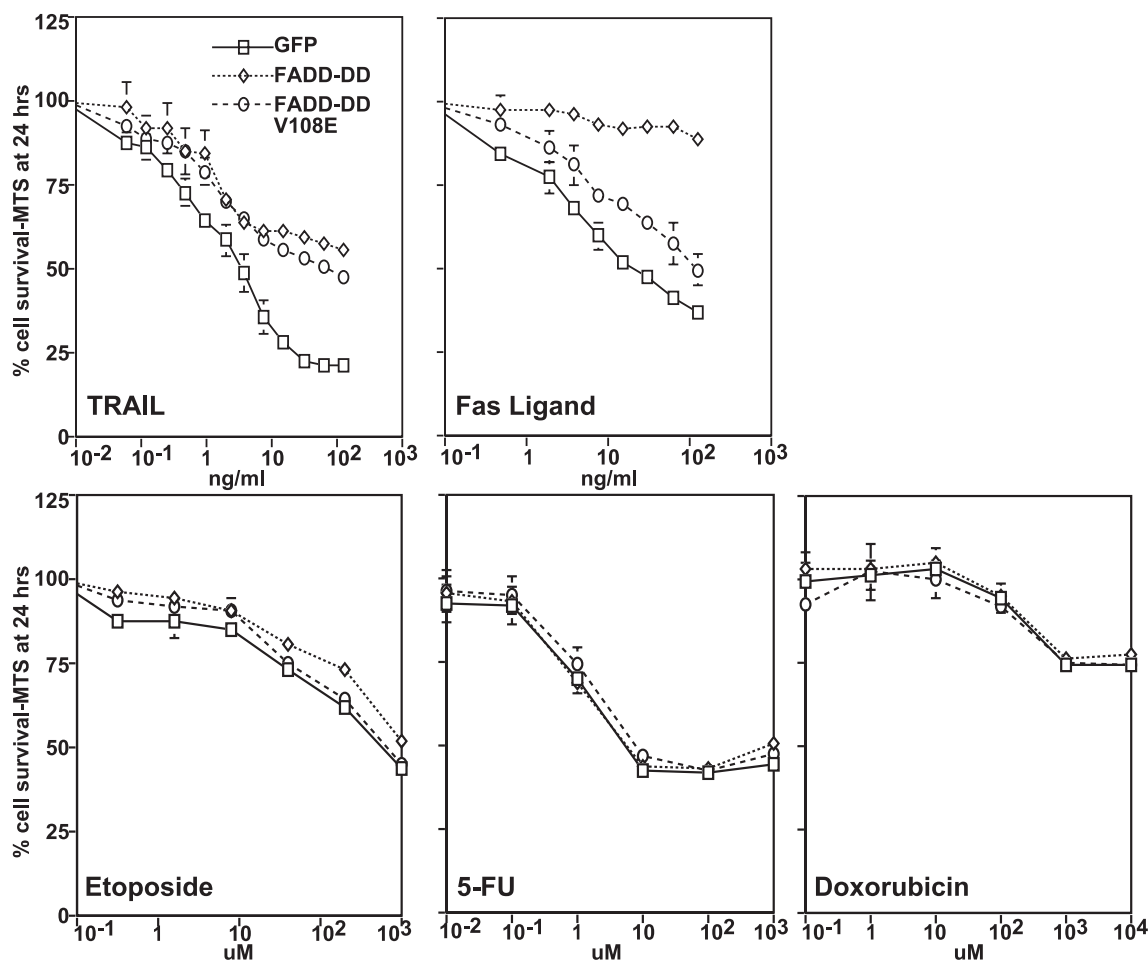 % cell survival-MTS at 24 hrs
125
100
75
50
25
0
GFP
FADD-DD
FADD-DD
V108E
TRAIL
10-2 10-1 1 10 102 103
ng/ml
Fas Ligand
10-1 1 10 102 103
ng/ml
% cell survival-MTS at 24 hrs
125
100
75
50
25
0
Etoposide
10-1 1 10 102 103
uM
5-FU
10-2 10-1 1 10 102 103
uM
Doxorubicin
10-1 1 10 102 103 104
uM